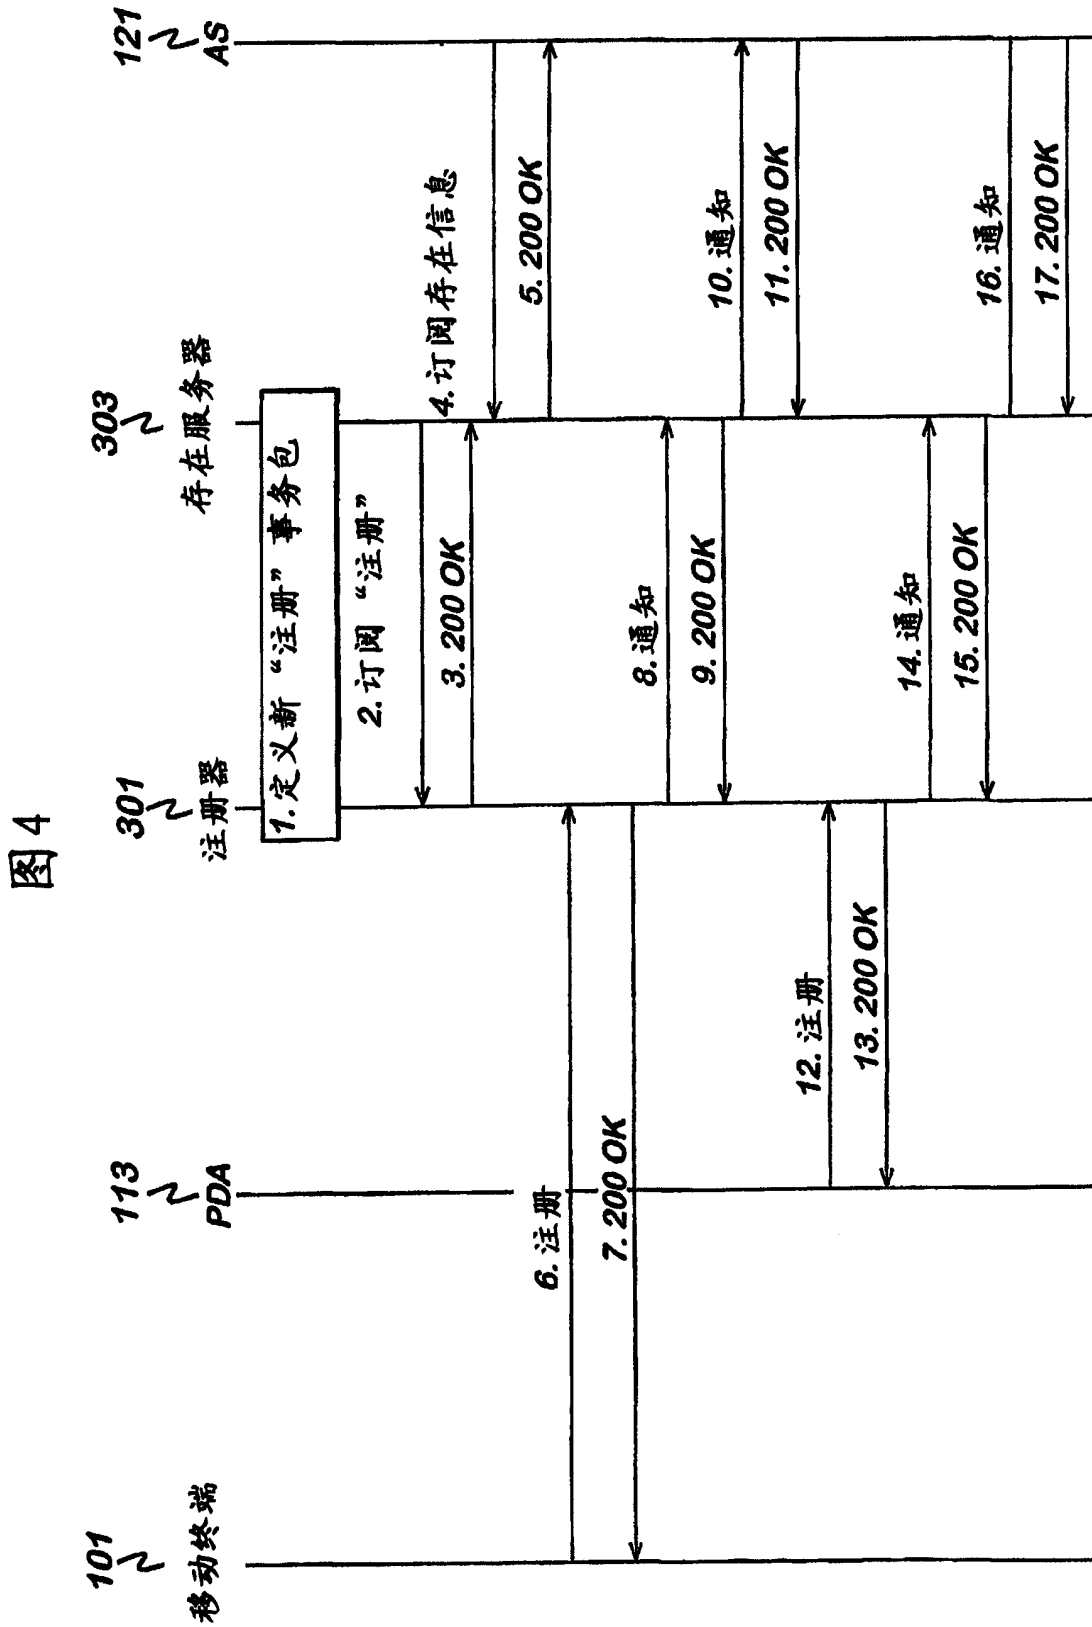 图4
101
移动终端
113
PDA
301
注册器
303
存在服务器
121
AS
1. 定义新“注册”事务包
2. 订阅“注册”
3. 200 OK
4. 订阅存在信息
5. 200 OK
6. 注册
7. 200 OK
8. 通知
9. 200 OK
10. 通知
11. 200 OK
12. 注册
13. 200 OK
14. 通知
15. 200 OK
16. 通知
17. 200 OK